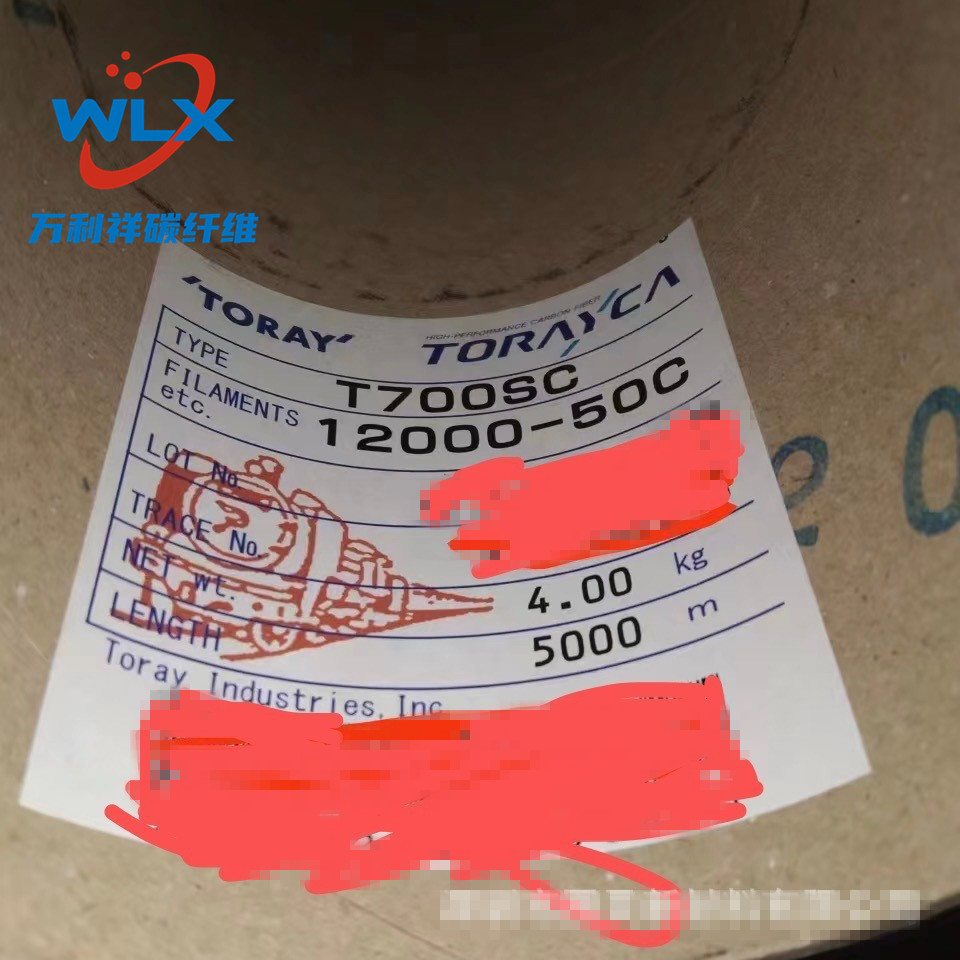 WLX
万利祥碳纤维
TORAY
HIGH-PERFORMANCE CARBON FIBER
TORAYCA
TYPE T700SC
FILAMENTS etc. 12000-50C
LOT No
TRACE No.
NET wt. 4.00 kg
LENGTH 5000 m
Toray Industries, Inc.
20